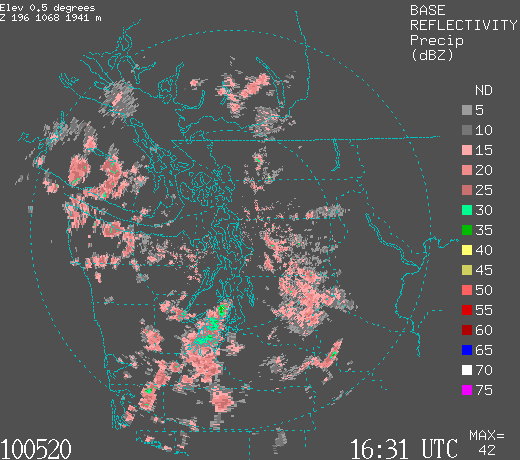 Elev 0.5 degrees
Z 196 1068 1941 m
BASE
REFLECTIVITY
Precip
(dBZ)
ND
5
10
15
20
25
30
35
40
45
50
55
60
65
70
75
MAX=
42
100520
16:31 UTC